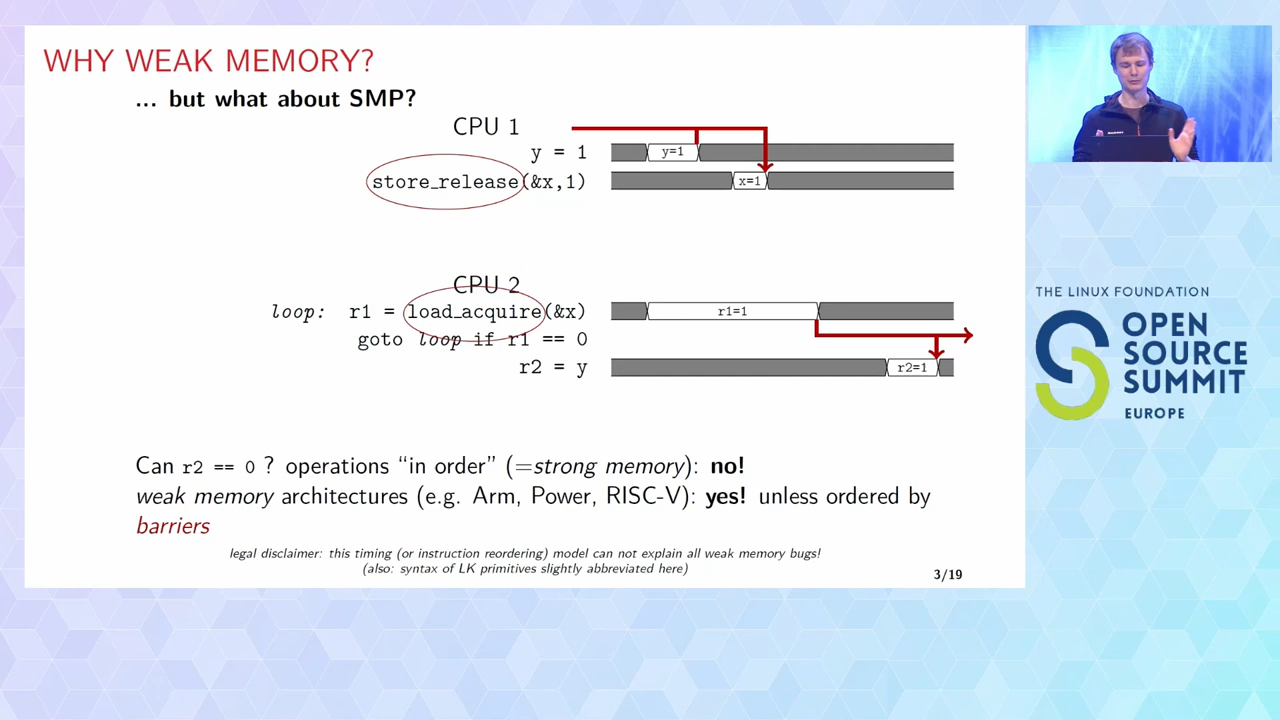 WHY WEAK MEMORY?
... but what about SMP?
CPU 1
y = 1
y=1
store_release(&x,1)
x=1
CPU 2
loop: r1 = load_acquire(&x)
r1=1
goto loop if r1 == 0
r2 = y
r2=1
Can r2 == 0 ? operations “in order” (=strong memory): no!
weak memory architectures (e.g. Arm, Power, RISC-V): yes! unless ordered by
barriers
legal disclaimer: this timing (or instruction reordering) model can not explain all weak memory bugs!
(also: syntax of LK primitives slightly abbreviated here)
3/19
THE LINUX FOUNDATION
OPEN
SOURCE
SUMMIT
EUROPE